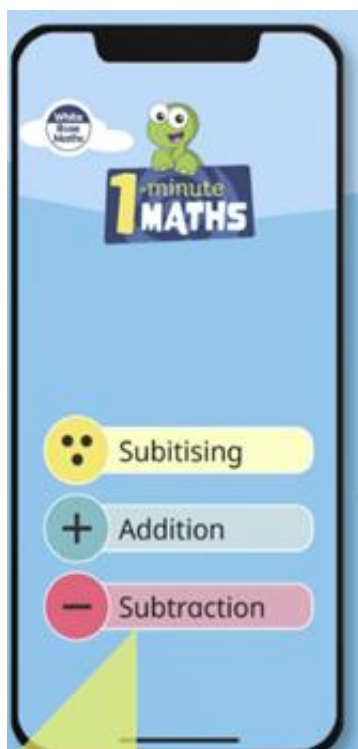 White
Rose
Maths
1-minute
MATHS
Subitising
Addition
Subtraction